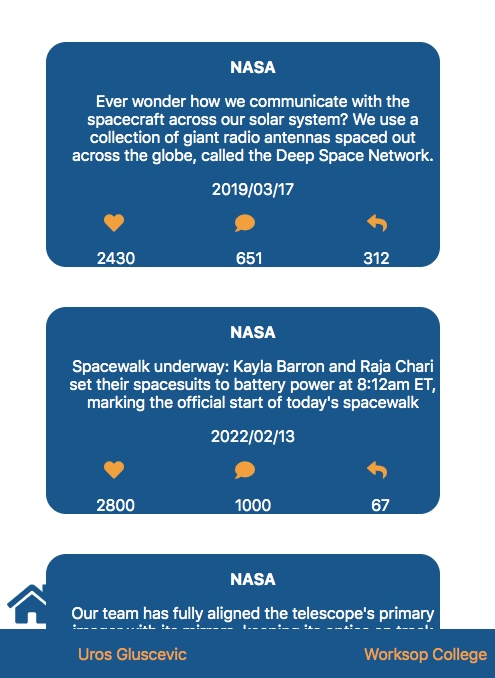 NASA
Ever wonder how we communicate with the
spacecraft across our solar system? We use a
collection of giant radio antennas spaced out
across the globe, called the Deep Space Network.
2019/03/17
2430 651 312
NASA
Spacewalk underway: Kayla Barron and Raja Chari
set their spacesuits to battery power at 8:12am ET,
marking the official start of today's spacewalk
2022/02/13
2800 1000 67
NASA
Our team has fully aligned the telescope's primary
Uros Gluscevic Worksop College